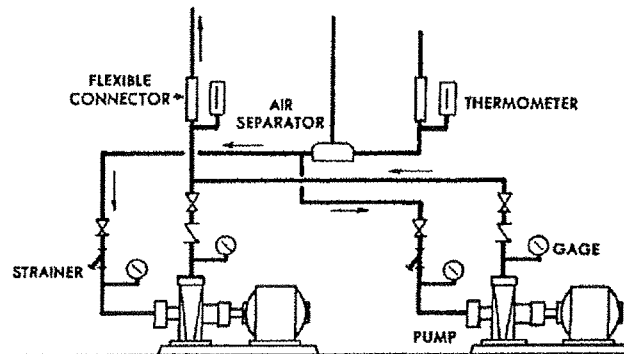 FLEXIBLE
CONNECTOR
AIR
SEPARATOR
THERMOMETER
STRAINER
GAGE
PUMP